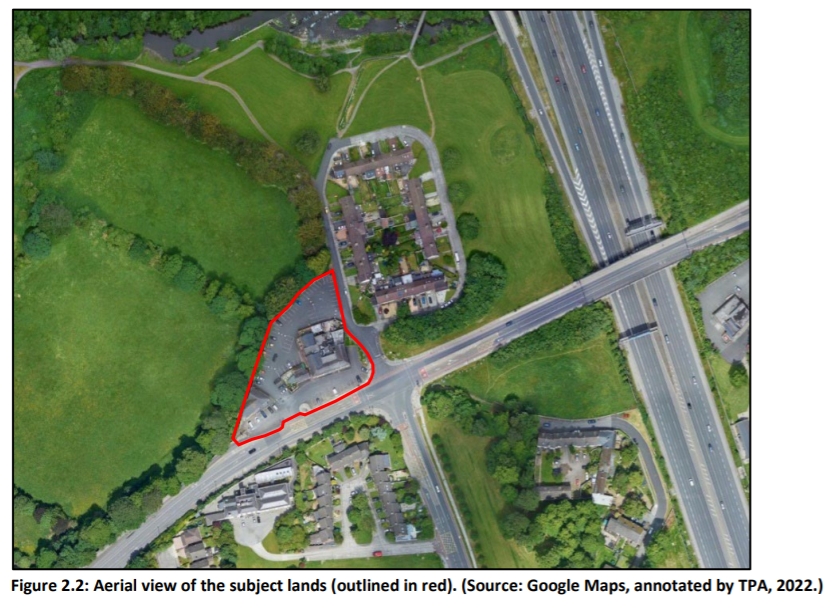 Figure 2.2: Aerial view of the subject lands (outlined in red). (Source: Google Maps, annotated by TPA, 2022.)